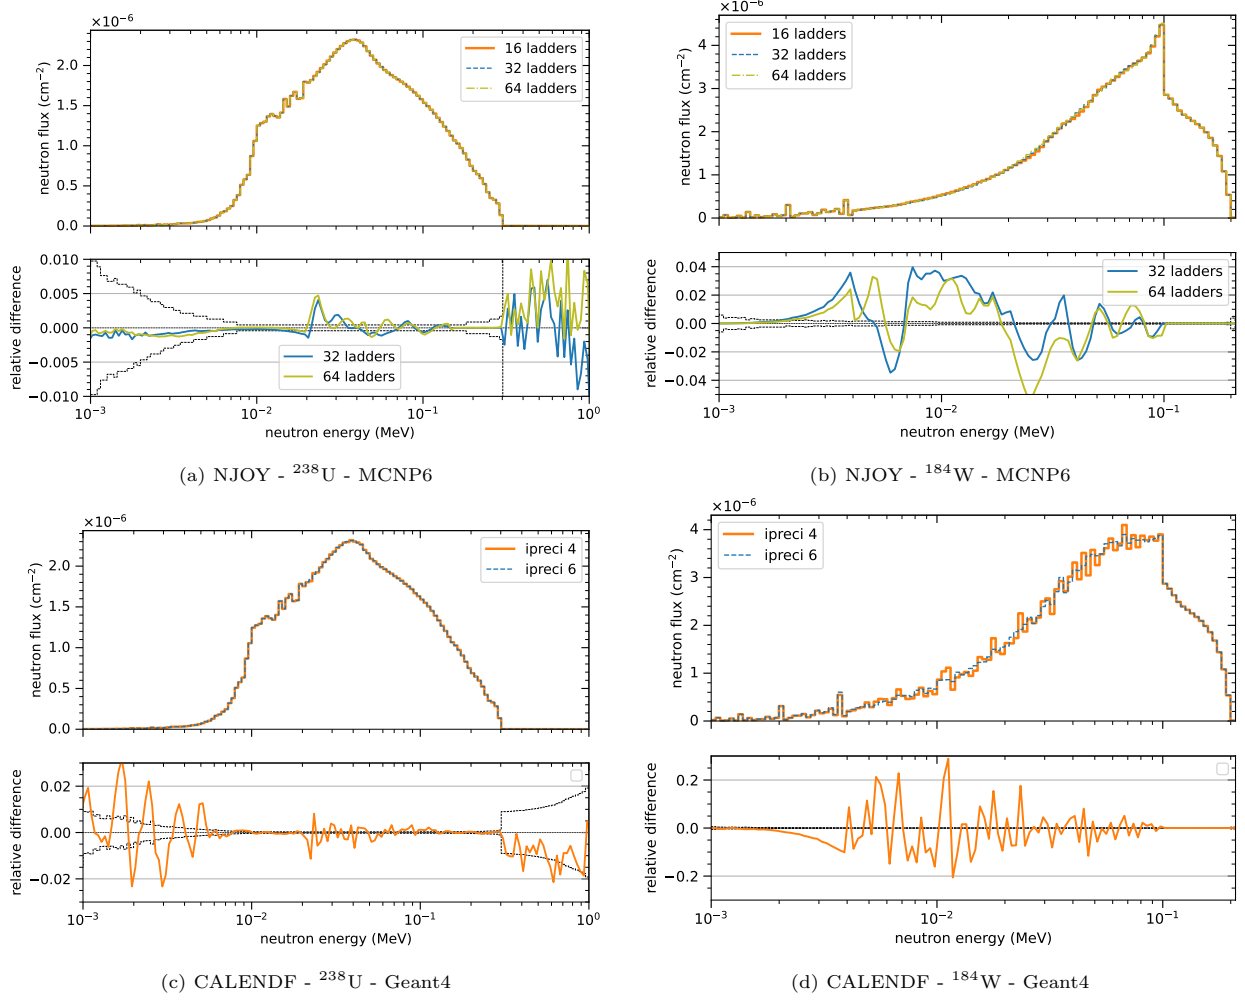 ×10⁻⁶
neutron flux (cm⁻²)
2.0
1.5
1.0
0.5
0.0
16 ladders
32 ladders
64 ladders
relative difference
0.010
0.005
0.000
−0.005
−0.010
32 ladders
64 ladders
10⁻³ 10⁻² 10⁻¹ 10⁰
neutron energy (MeV)
(a) NJOY - ²³⁸U - MCNP6
×10⁻⁶
neutron flux (cm⁻²)
4
3
2
1
0
16 ladders
32 ladders
64 ladders
relative difference
0.04
0.02
0.00
−0.02
−0.04
32 ladders
64 ladders
10⁻³ 10⁻² 10⁻¹
neutron energy (MeV)
(b) NJOY - ¹⁸⁴W - MCNP6
×10⁻⁶
neutron flux (cm⁻²)
2.0
1.5
1.0
0.5
0.0
ipreci 4
ipreci 6
relative difference
0.02
0.00
−0.02
10⁻³ 10⁻² 10⁻¹ 10⁰
neutron energy (MeV)
(c) CALENDF - ²³⁸U - Geant4
×10⁻⁶
neutron flux (cm⁻²)
4
3
2
1
0
ipreci 4
ipreci 6
relative difference
0.2
0.0
−0.2
10⁻³ 10⁻² 10⁻¹
neutron energy (MeV)
(d) CALENDF - ¹⁸⁴W - Geant4